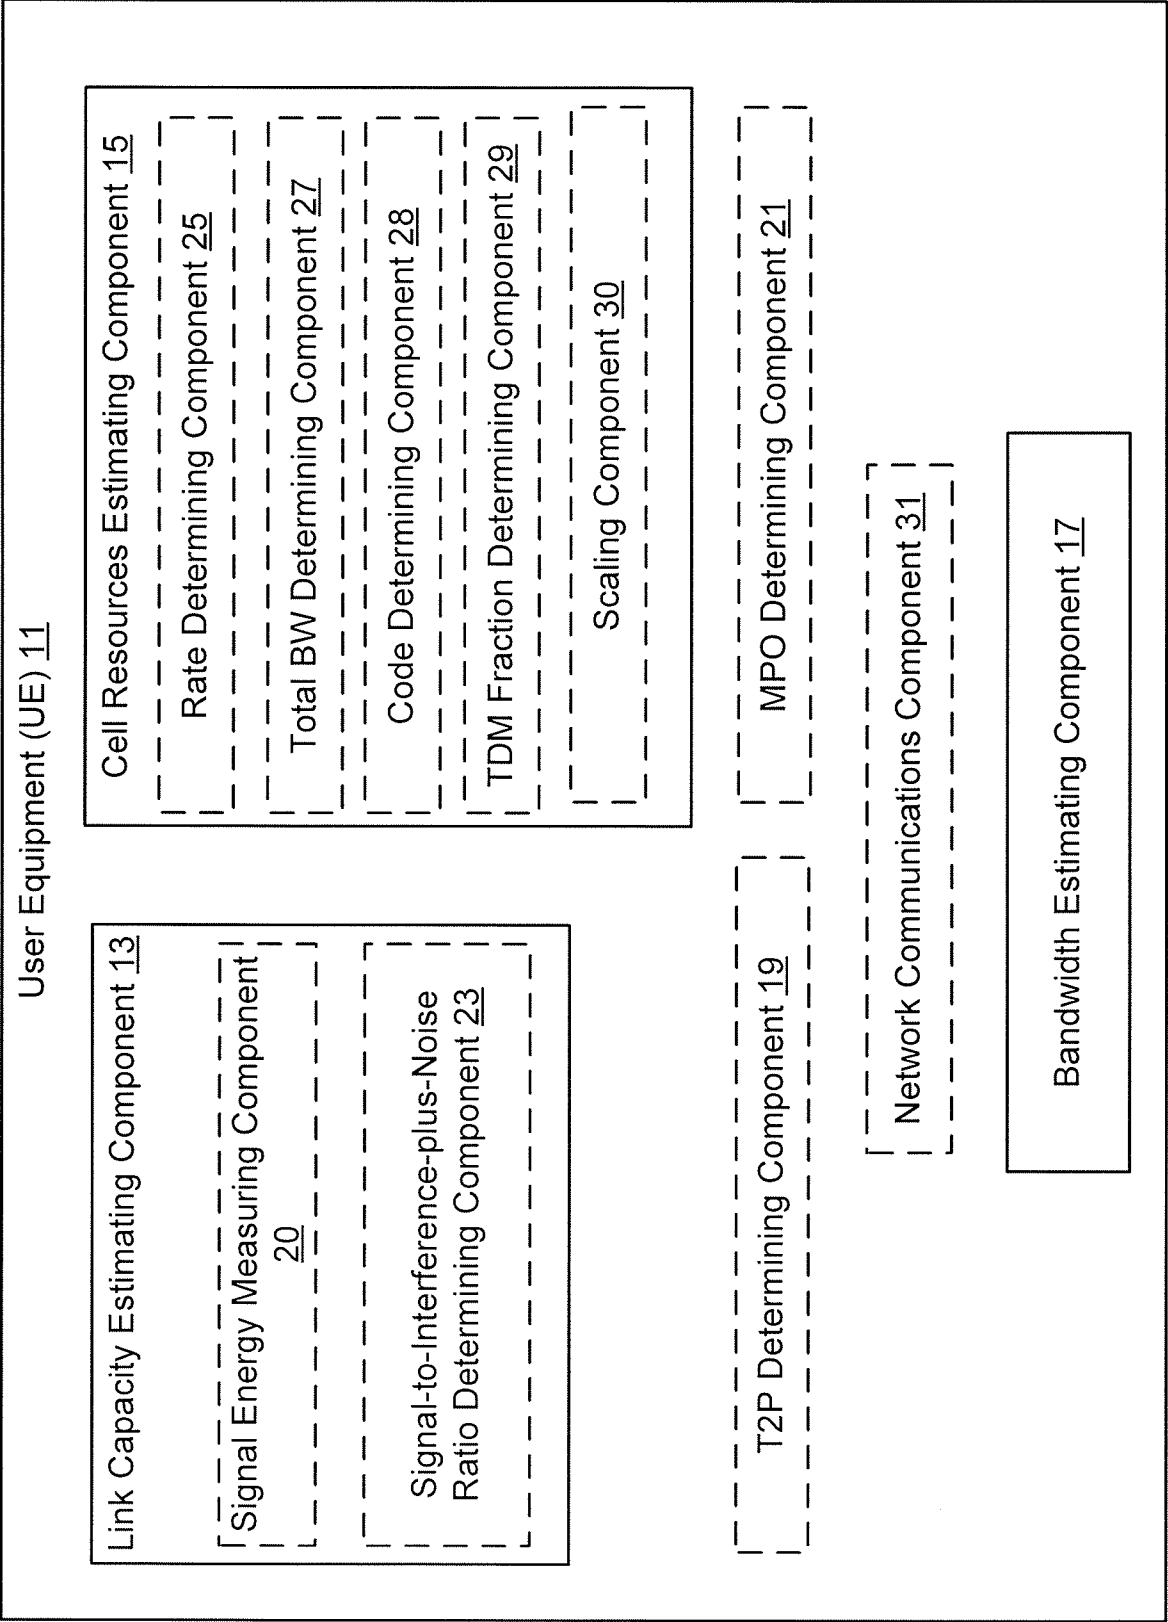 User Equipment (UE) 11
Link Capacity Estimating Component 13
Signal Energy Measuring Component
20
Signal-to-Interference-plus-Noise
Ratio Determining Component 23
Cell Resources Estimating Component 15
Rate Determining Component 25
Total BW Determining Component 27
Code Determining Component 28
TDM Fraction Determining Component 29
Scaling Component 30
T2P Determining Component 19
MPO Determining Component 21
Network Communications Component 31
Bandwidth Estimating Component 17